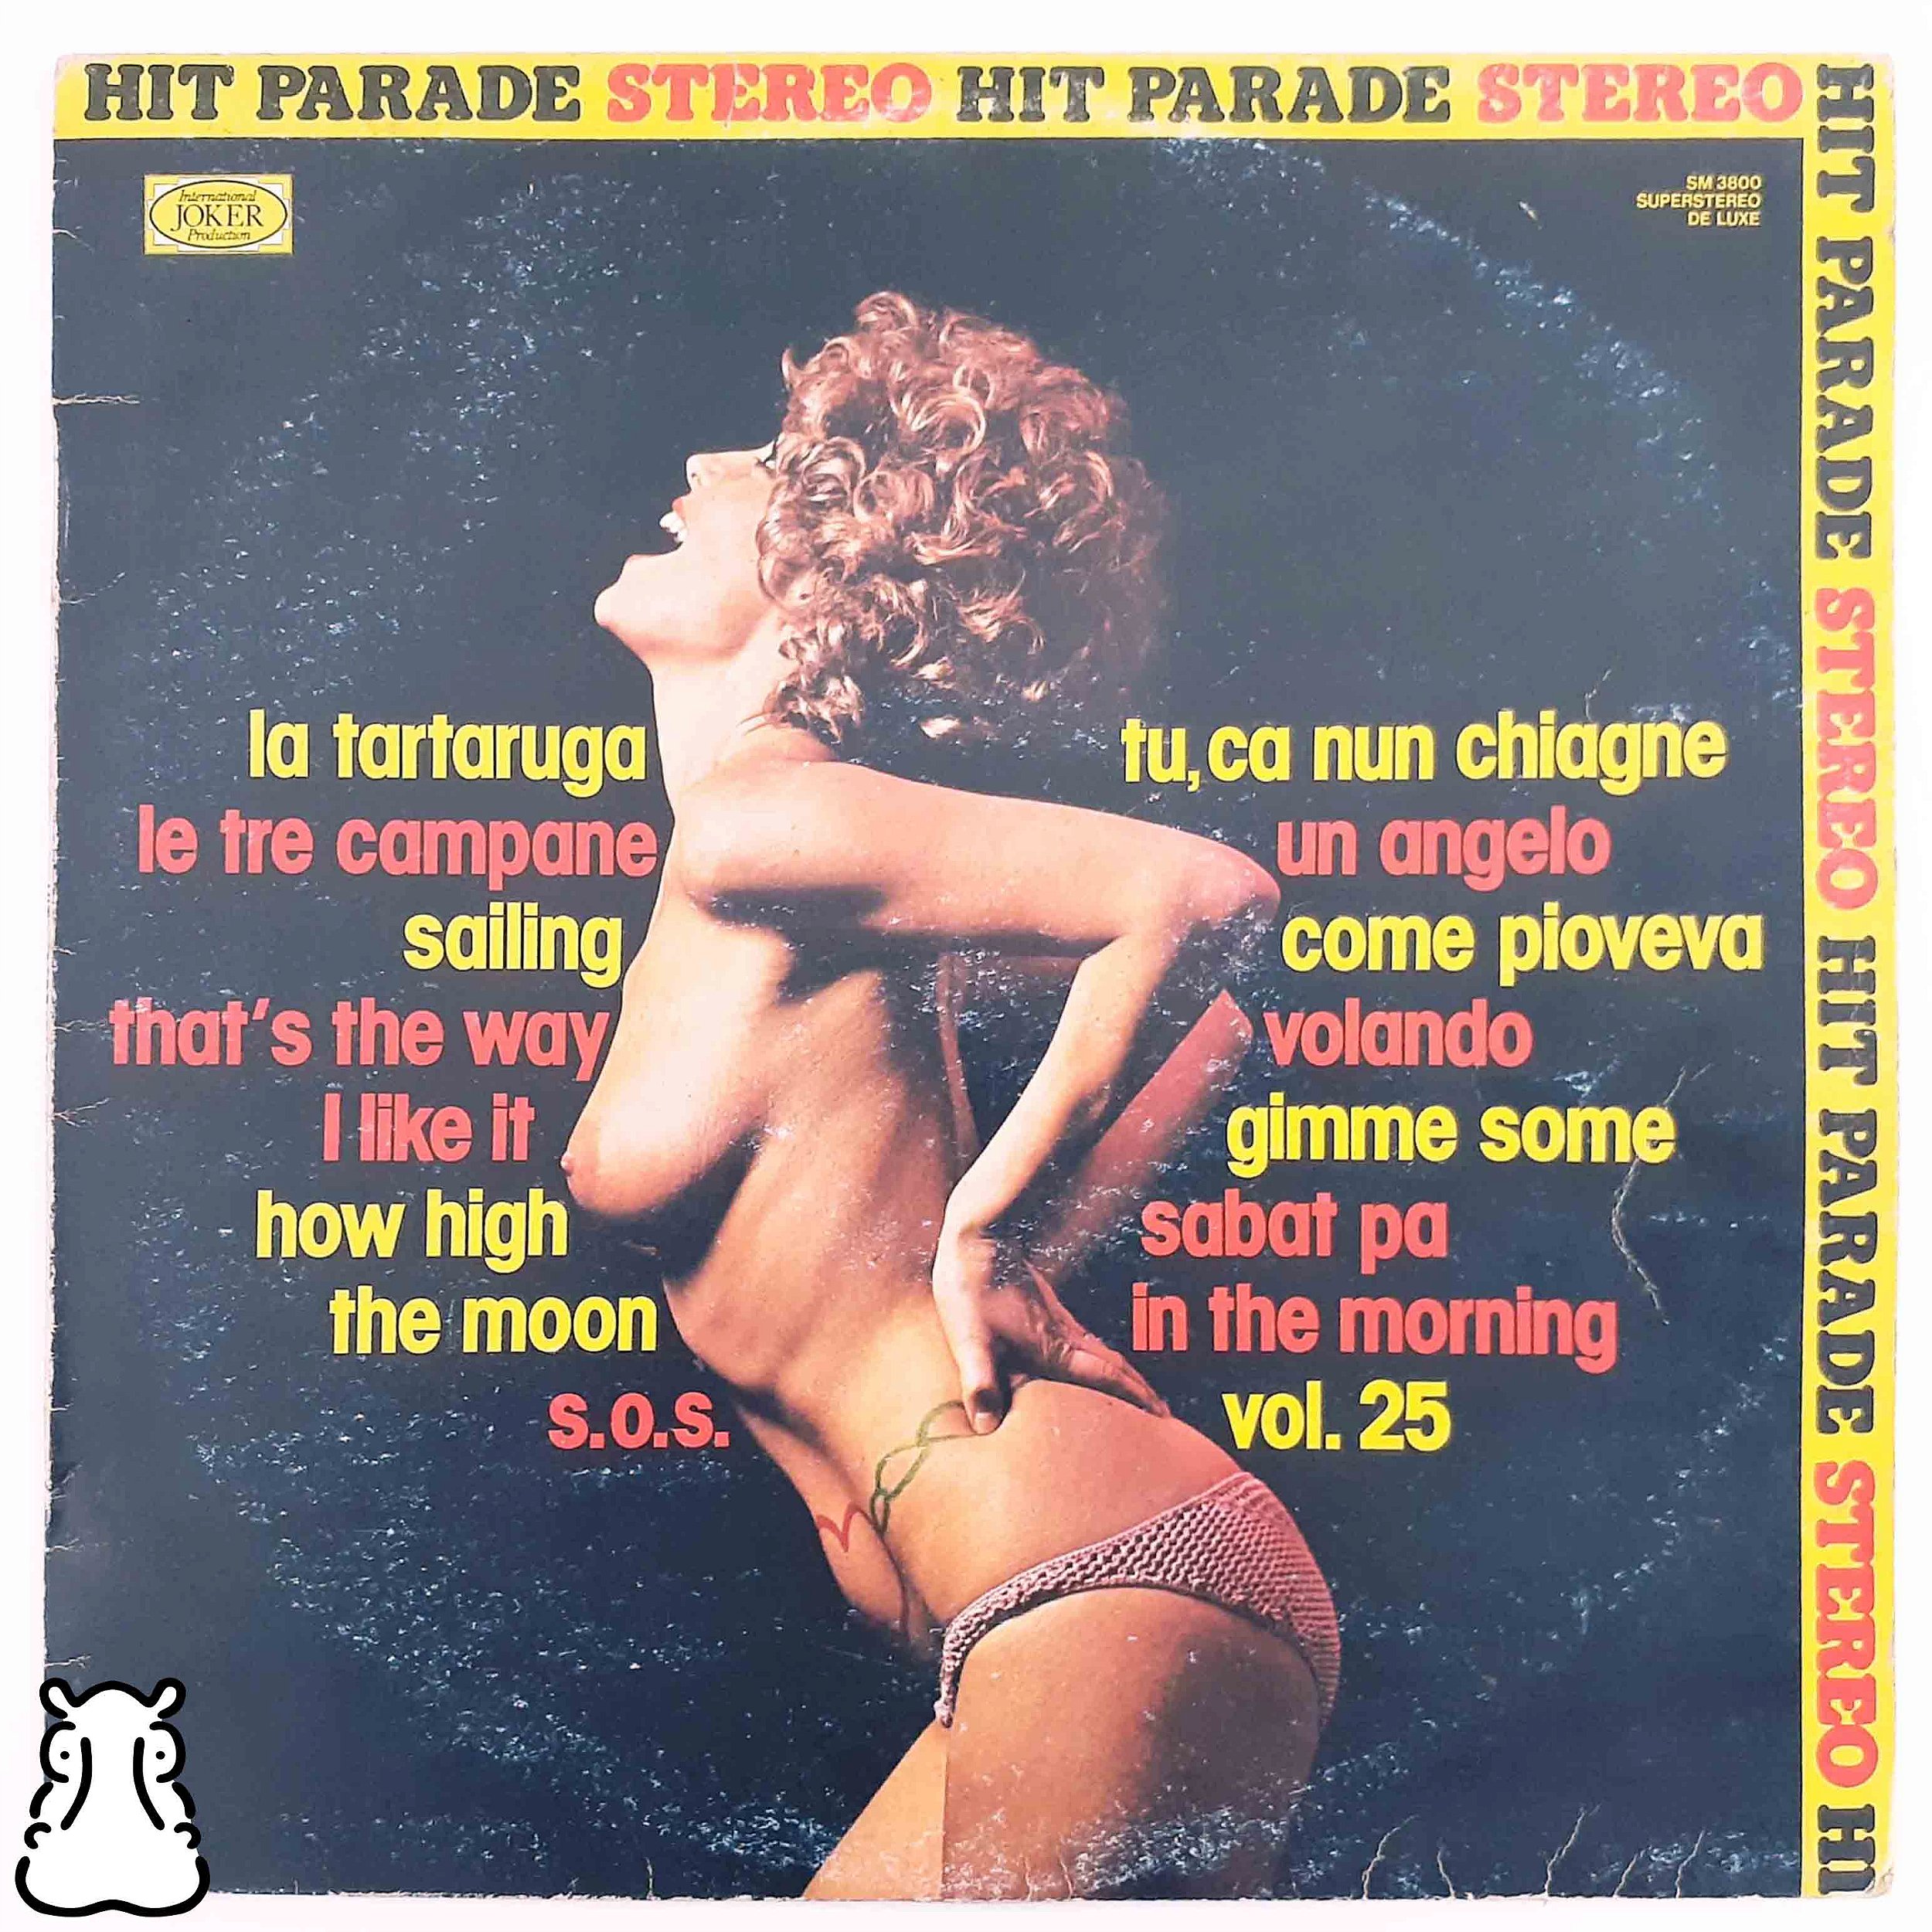 HIT PARADE STEREO HIT PARADE STEREO
HIT PARADE STEREO HIT PARADE STEREO HI
International
JOKER
Production
SM 3800
SUPERSTEREO
DE LUXE
la tartaruga
le tre campane
sailing
that's the way
I like it
how high
the moon
s.o.s.
tu, ca nun chiagne
un angelo
come pioveva
volando
gimme some
sabat pa
in the morning
vol. 25